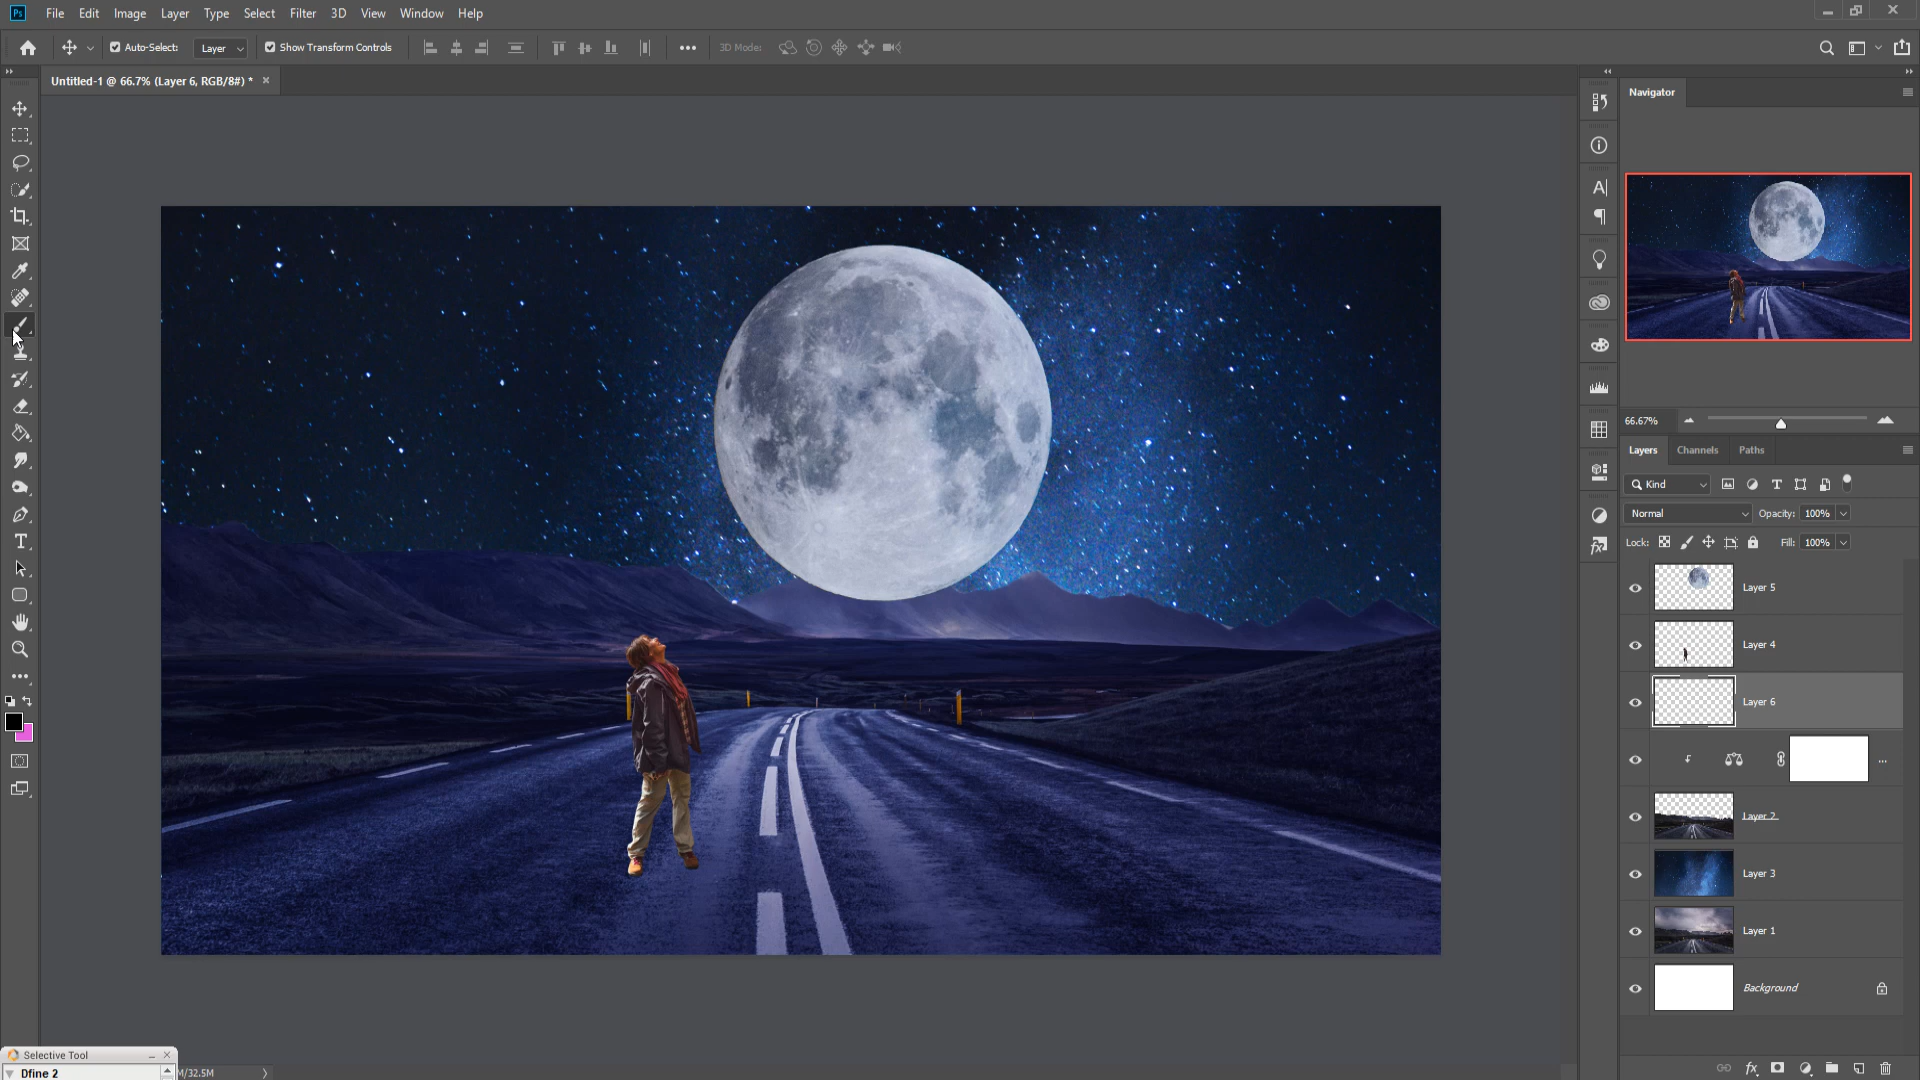 Ps File Edit Image Layer Type Select Filter 3D View Window Help
Auto-Select: Layer Show Transform Controls 3D Mode:
Untitled-1 @ 66.7% (Layer 6, RGB/8#) *
Navigator
66.67%
Layers Channels Paths
Kind
Normal Opacity: 100%
Lock: Fill: 100%
Layer 5
Layer 4
Layer 6
Layer 2
Layer 3
Layer 1
Background
Selective Tool
Dfine 2
M/32.5M